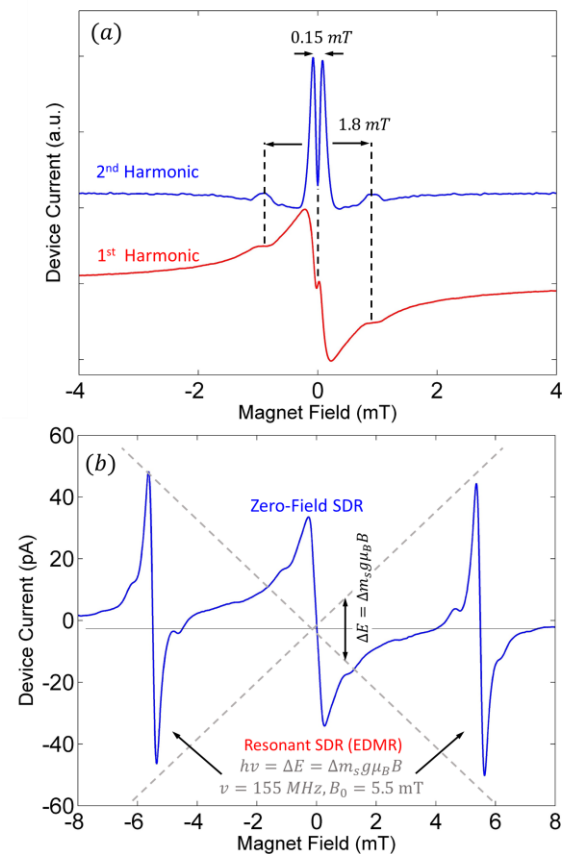 (a)
0.15 mT
1.8 mT
2nd Harmonic
1st Harmonic
Device Current (a.u.)
-4
-2
0
2
4
Magnet Field (mT)
(b)
60
40
20
0
-20
-40
-60
Device Current (pA)
Zero-Field SDR
ΔE = Δm_s gμ_B B
Resonant SDR (EDMR)
hν = ΔE = Δm_s gμ_B B
ν = 155 MHz, B_0 = 5.5 mT
-8
-6
-4
-2
0
2
4
6
8
Magnet Field (mT)